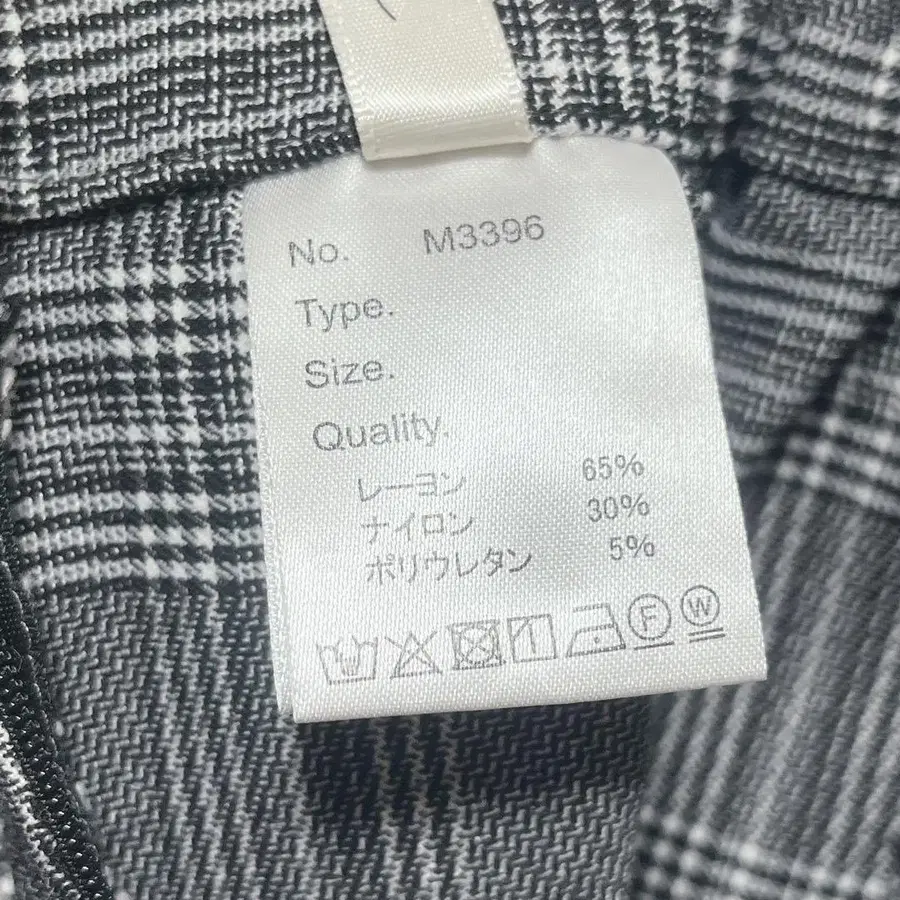 No. M3396
Type.
Size.
Quality.
レーヨン 65%
ナイロン 30%
ポリウレタン 5%
F W